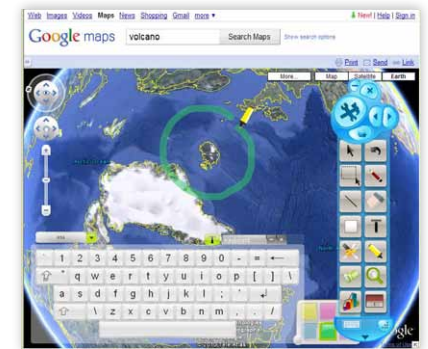 Web Images Videos Maps News Shopping Gmail more ▼
New! | Help | Sign in
Google maps volcano Search Maps Show search options
Print Send Link
More... Map Satellite Earth
1 2 3 4 5 6 7 8 9 0 - = ←
q w e r t y u i o p [ ] \
a s d f g h j k l ; ' ↵
\ z x c v b n m , . /
T
gle